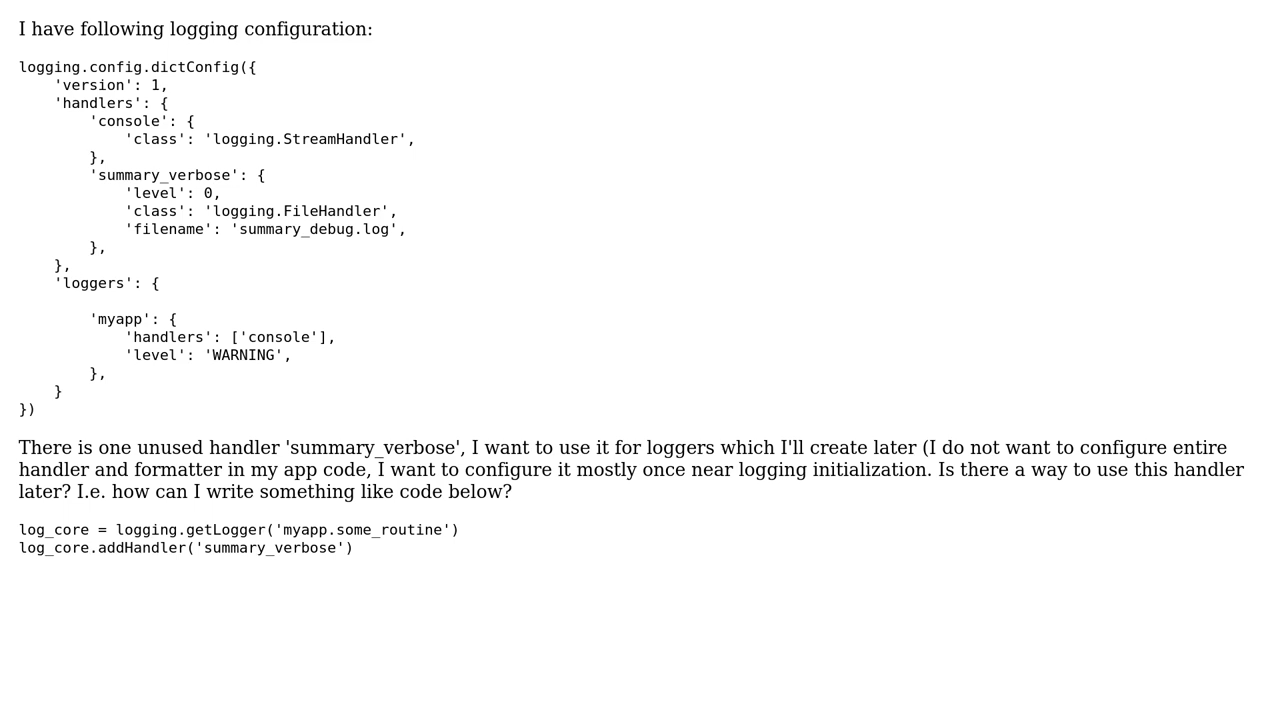 I have following logging configuration:
logging.config.dictConfig({
    'version': 1,
    'handlers': {
        'console': {
            'class': 'logging.StreamHandler',
        },
        'summary_verbose': {
            'level': 0,
            'class': 'logging.FileHandler',
            'filename': 'summary_debug.log',
        },
    },
    'loggers': {

        'myapp': {
            'handlers': ['console'],
            'level': 'WARNING',
        },
    }
})
There is one unused handler 'summary_verbose', I want to use it for loggers which I'll create later (I do not want to configure entire
handler and formatter in my app code, I want to configure it mostly once near logging initialization. Is there a way to use this handler
later? I.e. how can I write something like code below?
log_core = logging.getLogger('myapp.some_routine')
log_core.addHandler('summary_verbose')